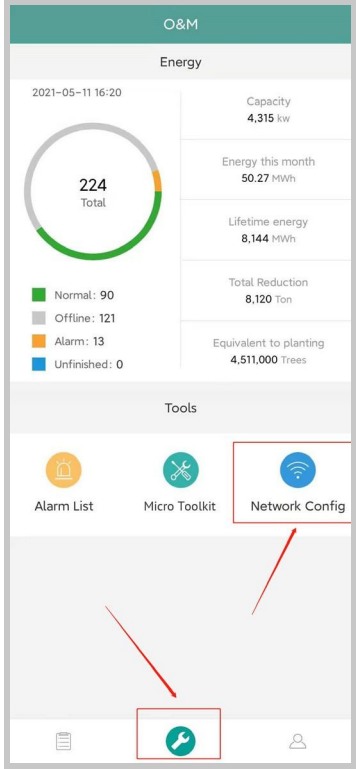 O&M
Energy
2021-05-11 16:20
224
Total
Normal: 90
Offline: 121
Alarm: 13
Unfinished: 0
Capacity
4,315 kw
Energy this month
50.27 MWh
Lifetime energy
8,144 MWh
Total Reduction
8,120 Ton
Equivalent to planting
4,511,000 Trees
Tools
Alarm List
Micro Toolkit
Network Config